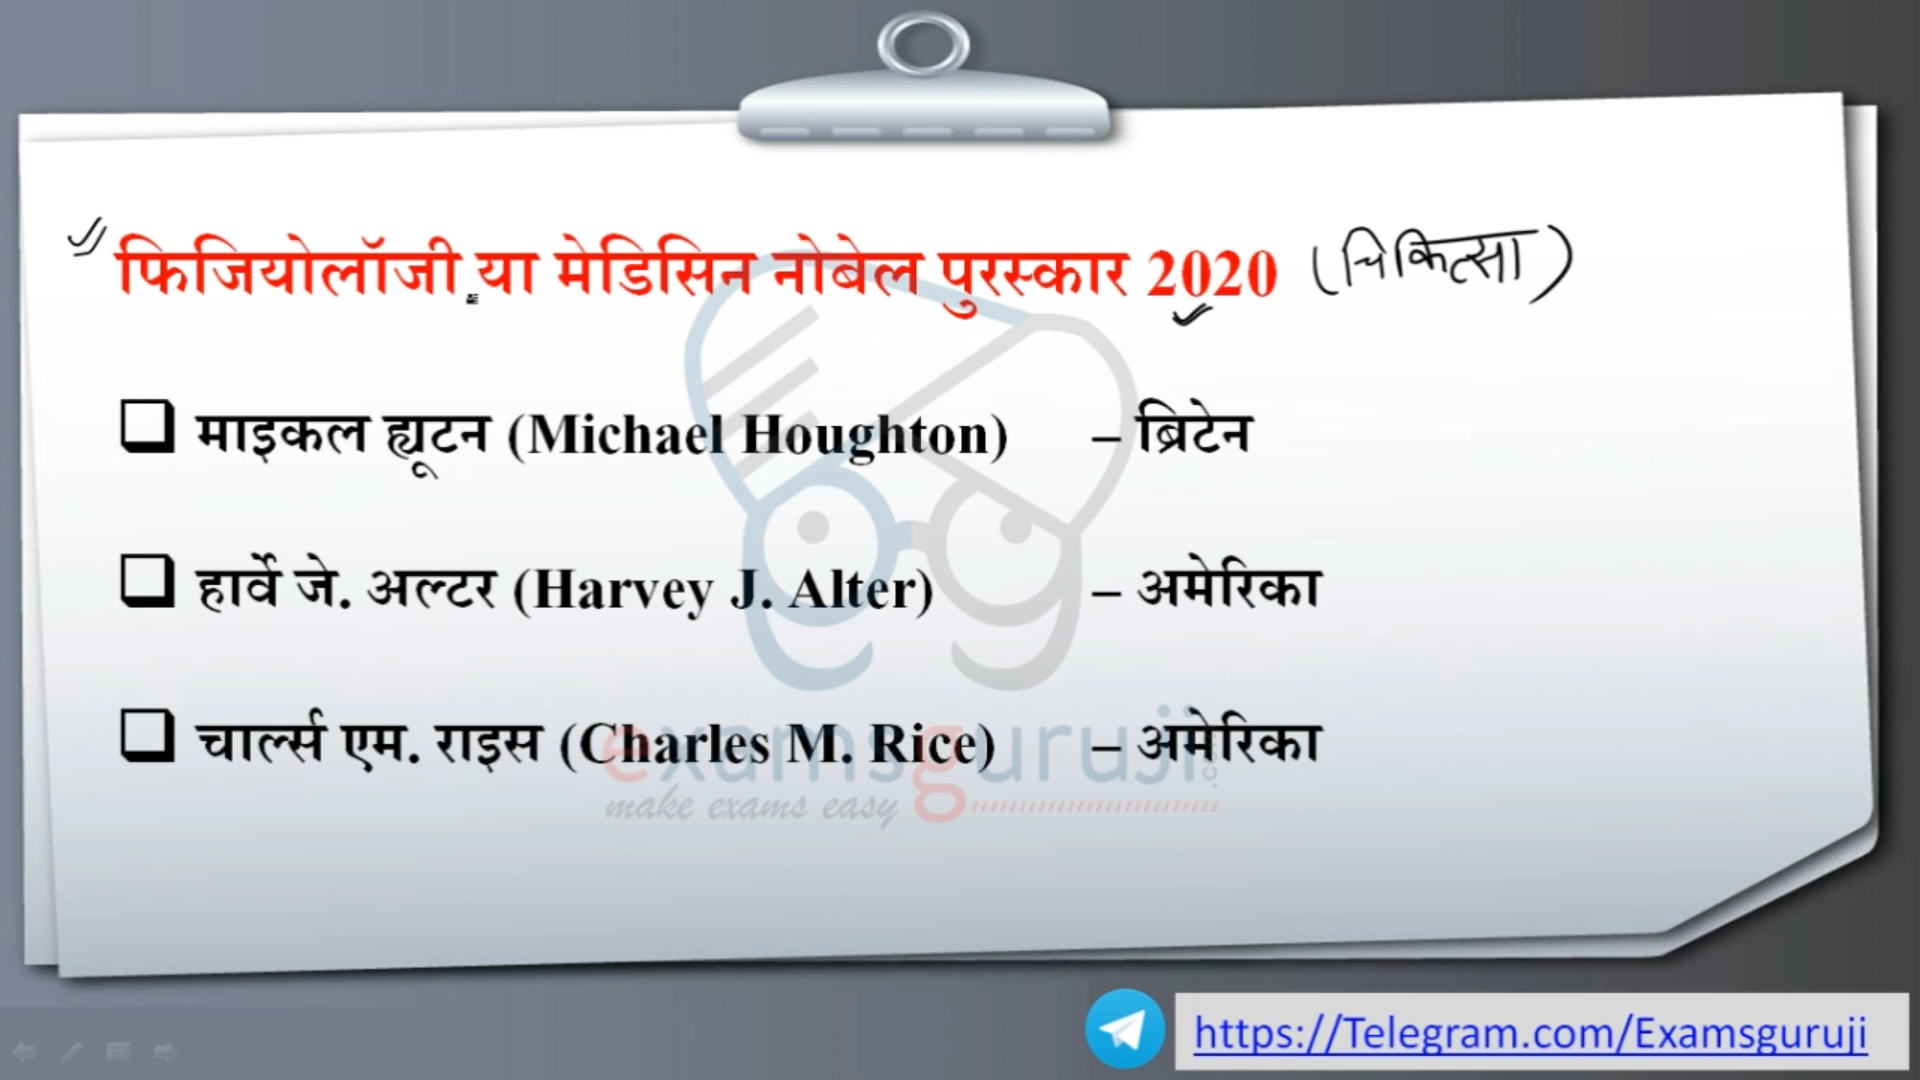 फिजियोलॉजी या मेडिसिन नोबेल पुरस्कार 2020 (चिकित्सा)
माइकल ह्यूटन (Michael Houghton) – ब्रिटेन
हार्वे जे. अल्टर (Harvey J. Alter) – अमेरिका
चार्ल्स एम. राइस (Charles M. Rice) – अमेरिका
examsguruji.com
make exams easy
https://Telegram.com/Examsguruji